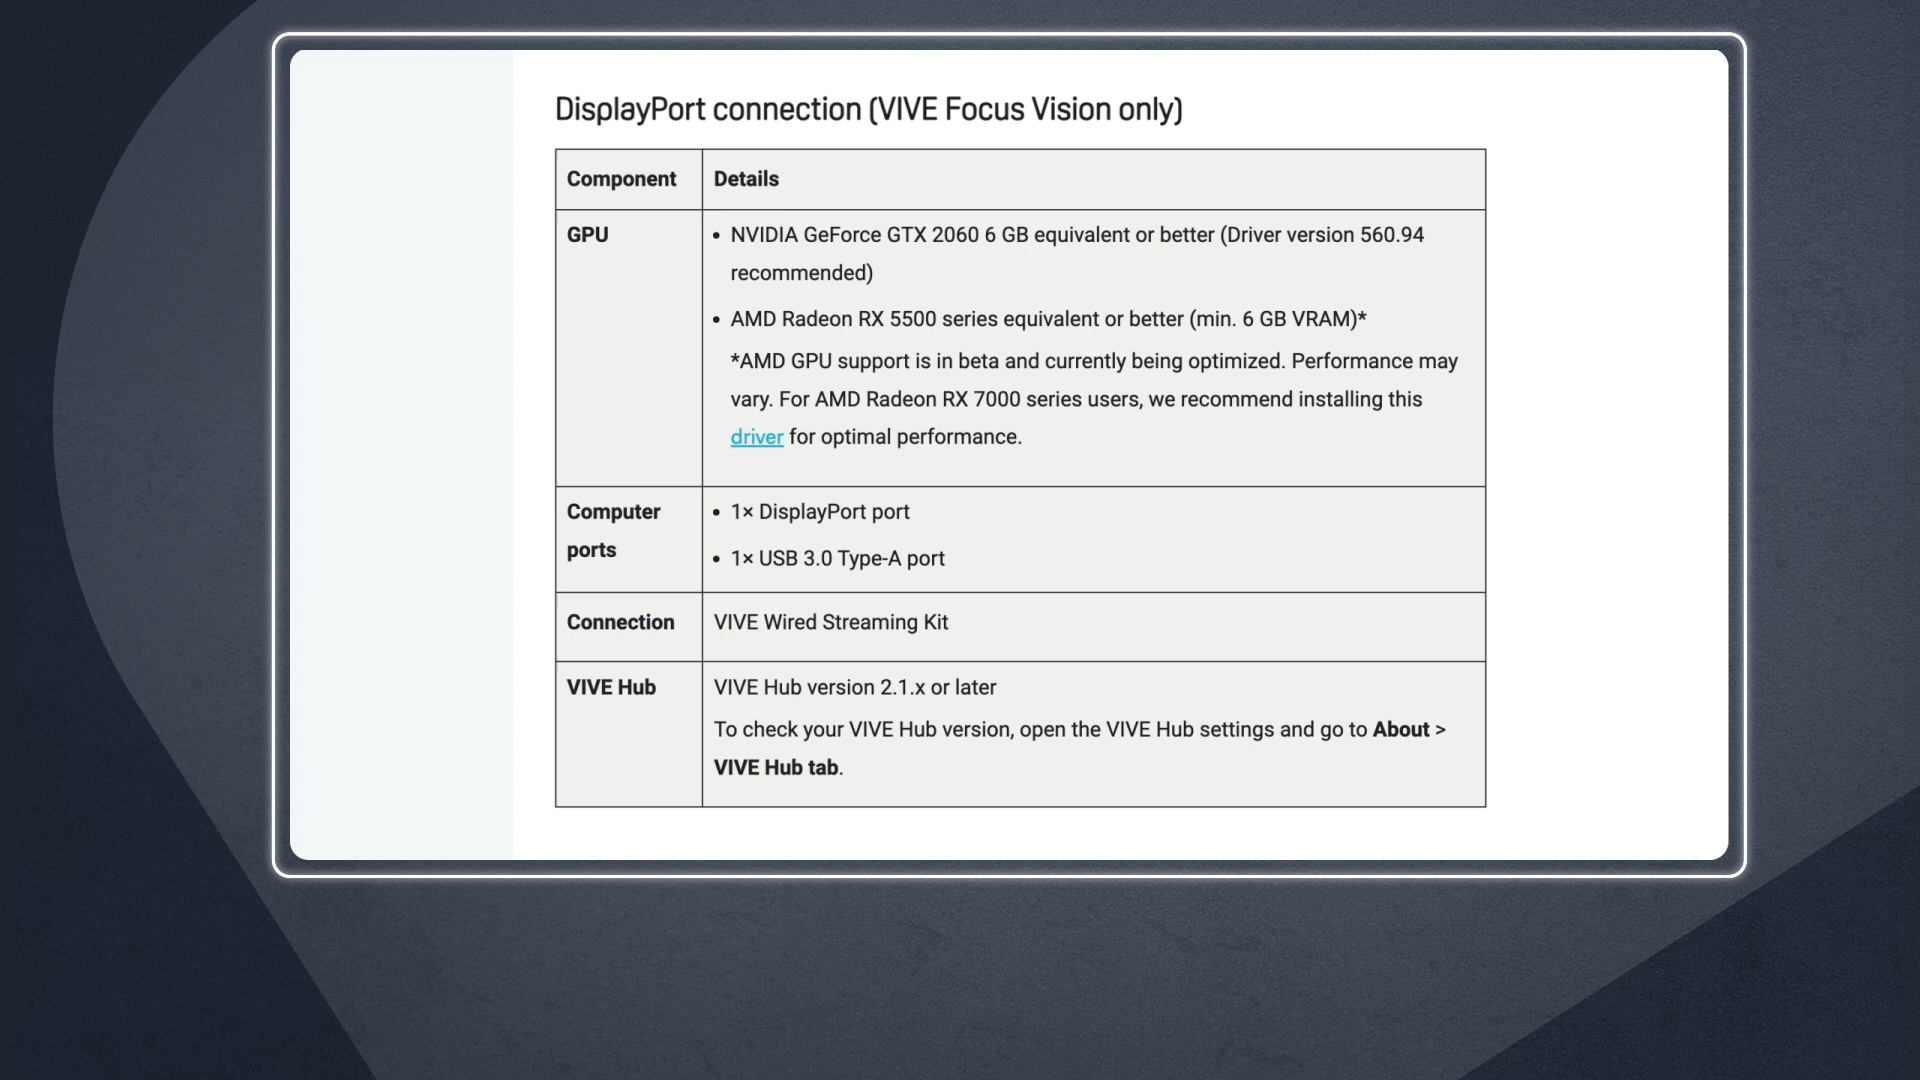 DisplayPort connection (VIVE Focus Vision only)
Component
Details
GPU
• NVIDIA GeForce GTX 2060 6 GB equivalent or better (Driver version 560.94
recommended)
• AMD Radeon RX 5500 series equivalent or better (min. 6 GB VRAM)*
*AMD GPU support is in beta and currently being optimized. Performance may
vary. For AMD Radeon RX 7000 series users, we recommend installing this
driver for optimal performance.
Computer
ports
• 1× DisplayPort port
• 1× USB 3.0 Type-A port
Connection
VIVE Wired Streaming Kit
VIVE Hub
VIVE Hub version 2.1.x or later
To check your VIVE Hub version, open the VIVE Hub settings and go to About >
VIVE Hub tab.